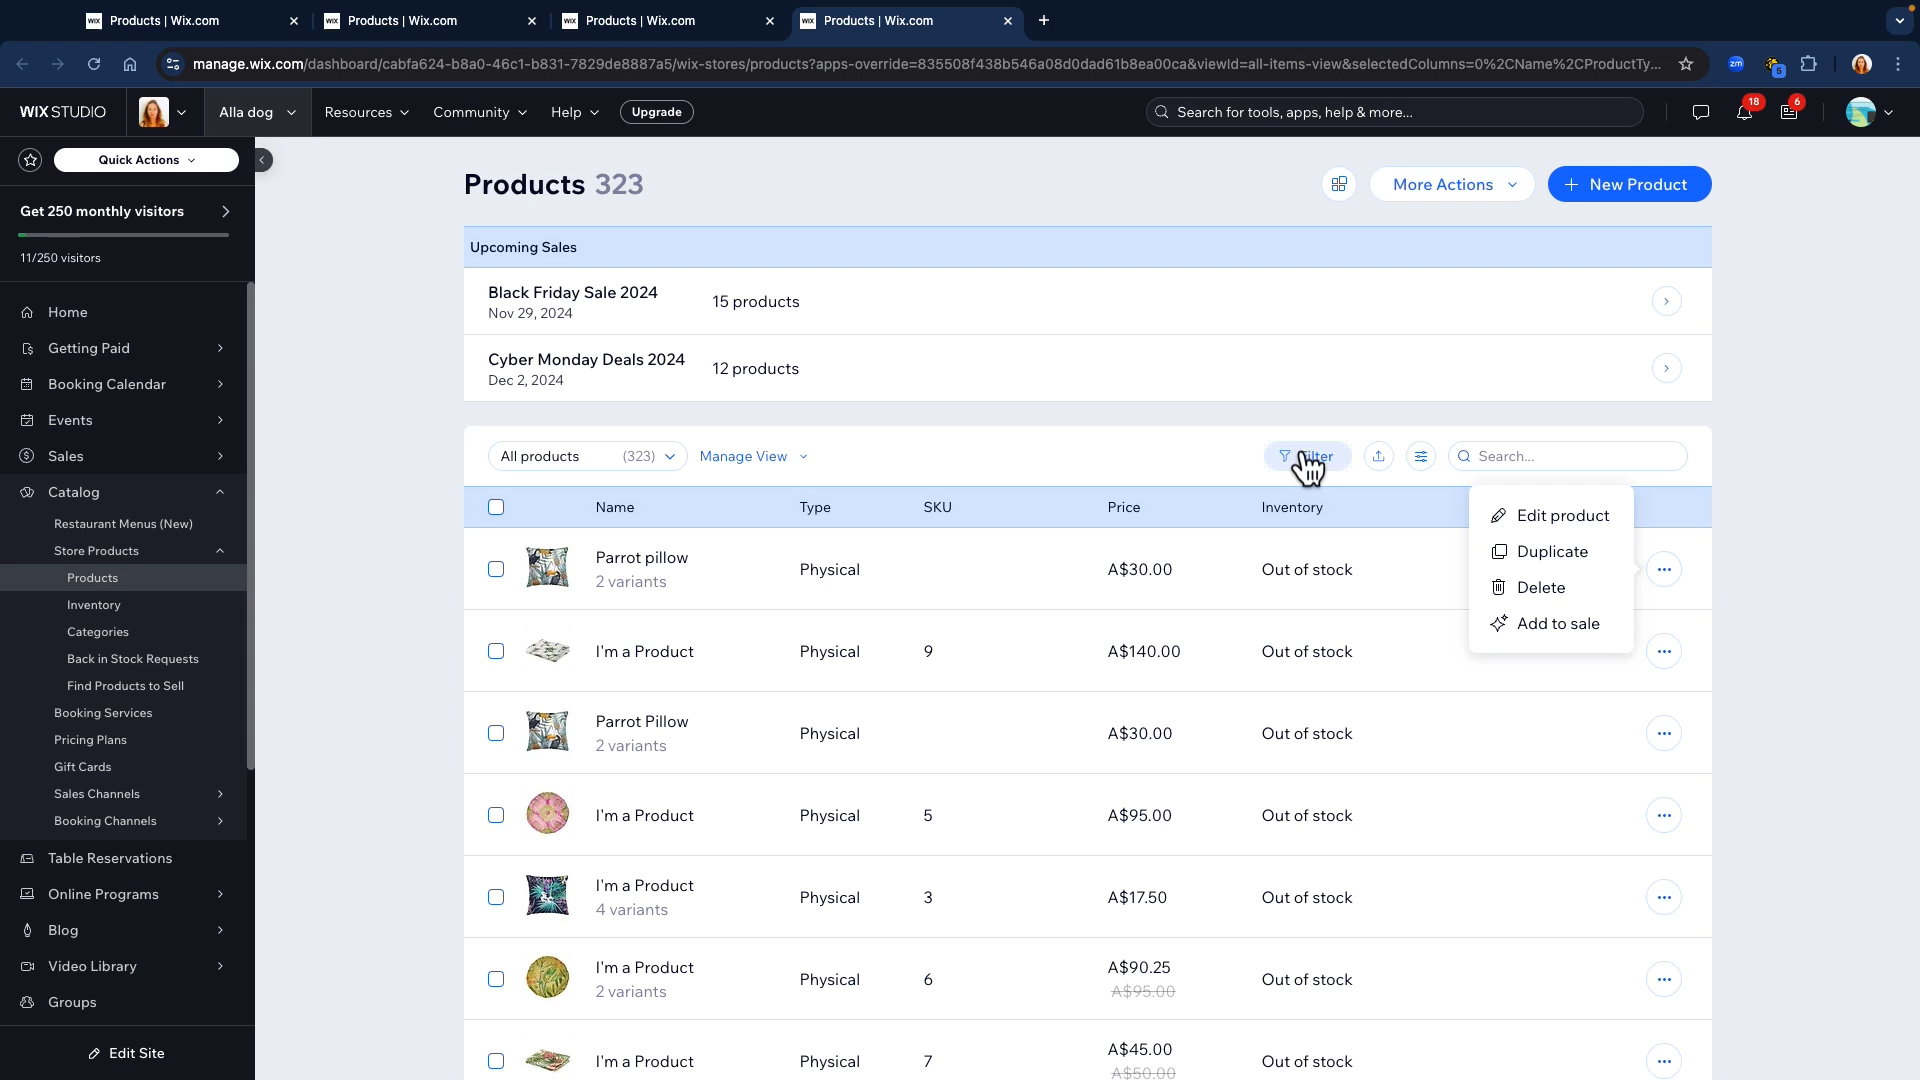 Products | Wix.com
Products | Wix.com
Products | Wix.com
Products | Wix.com
manage.wix.com/dashboard/cabfa624-b8a0-46c1-b831-7829de8887a5/wix-stores/products?apps-override=835508f438b546a08d0dad61b8ea00ca&viewId=all-items-view&selectedColumns=0%2CName%2CProductTy...
WIX STUDIO
Alla dog
Resources
Community
Help
Upgrade
Search for tools, apps, help & more...
18
6
Quick Actions
Get 250 monthly visitors
11/250 visitors
Home
Getting Paid
Booking Calendar
Events
Sales
Catalog
Restaurant Menus (New)
Store Products
Products
Inventory
Categories
Back in Stock Requests
Find Products to Sell
Booking Services
Pricing Plans
Gift Cards
Sales Channels
Booking Channels
Table Reservations
Online Programs
Blog
Video Library
Groups
Edit Site
Products 323
More Actions
New Product
Upcoming Sales
Black Friday Sale 2024
Nov 29, 2024
15 products
Cyber Monday Deals 2024
Dec 2, 2024
12 products
All products (323)
Manage View
Filter
Search...
Name Type SKU Price Inventory
Edit product
Duplicate
Delete
Add to sale
Parrot pillow
2 variants
Physical A$30.00 Out of stock
I'm a Product Physical 9 A$140.00 Out of stock
Parrot Pillow
2 variants
Physical A$30.00 Out of stock
I'm a Product Physical 5 A$95.00 Out of stock
I'm a Product
4 variants
Physical 3 A$17.50 Out of stock
I'm a Product
2 variants
Physical 6 A$90.25 Out of stock
A$95.00
I'm a Product Physical 7 A$45.00 Out of stock
A$50.00